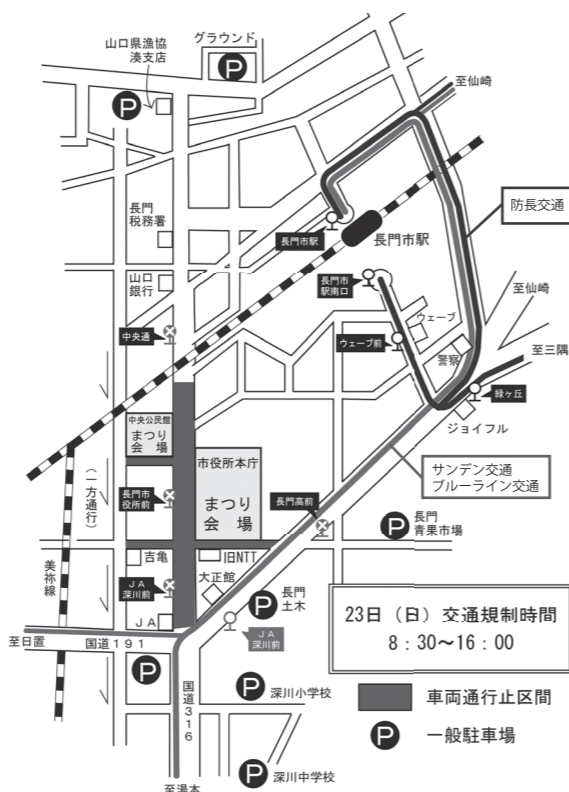 グラウンド
山口県漁協
湊支店
P
P
至仙崎
防長交通
長門
税務署
長門市駅
長門市駅
山口
銀行
長門市
駅南口
至仙崎
ウェーブ
中央通
ウェーブ前
警察
至三隅
緑ヶ丘
ジョイフル
中央公民館
まつり
会場
市役所本庁
まつり
会場
サンデン交通
ブルーライン交通
(一方通行)
長門市
役所前
長門高前
P
長門
青果市場
美祢線
吉亀
旧NTT
JA
深川前
大正館
P
長門
土木
JA
JA
深川前
至日置
国道191
P
国道316
P
深川小学校
P
深川中学校
至湯本
23日(日)交通規制時間
8:30~16:00
車両通行止区間
P
一般駐車場